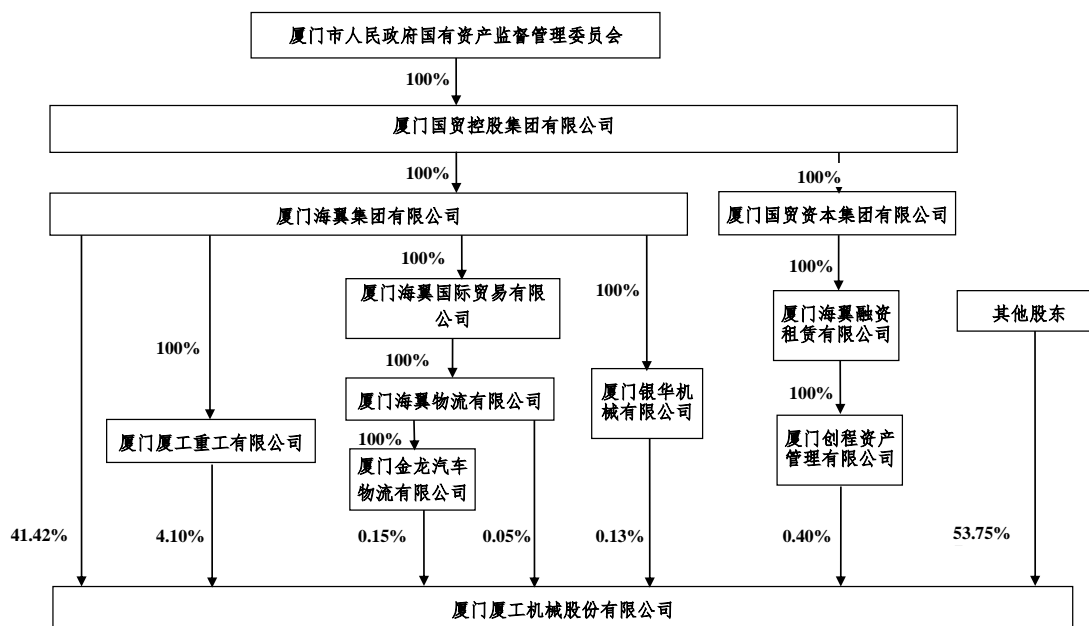 厦门市人民政府国有资产监督管理委员会
100%
厦门国贸控股集团有限公司
100%
100%
厦门海翼集团有限公司
厦门国贸资本集团有限公司
100%
100%
厦门海翼国际贸易有限
公司
100%
厦门海翼融资
租赁有限公司
其他股东
100%
100%
厦门海翼物流有限公司
厦门银华机
械有限公司
100%
厦门厦工重工有限公司
100%
厦门金龙汽车
物流有限公司
厦门创程资产
管理有限公司
41.42%
4.10%
0.15%
0.05%
0.13%
0.40%
53.75%
厦门厦工机械股份有限公司